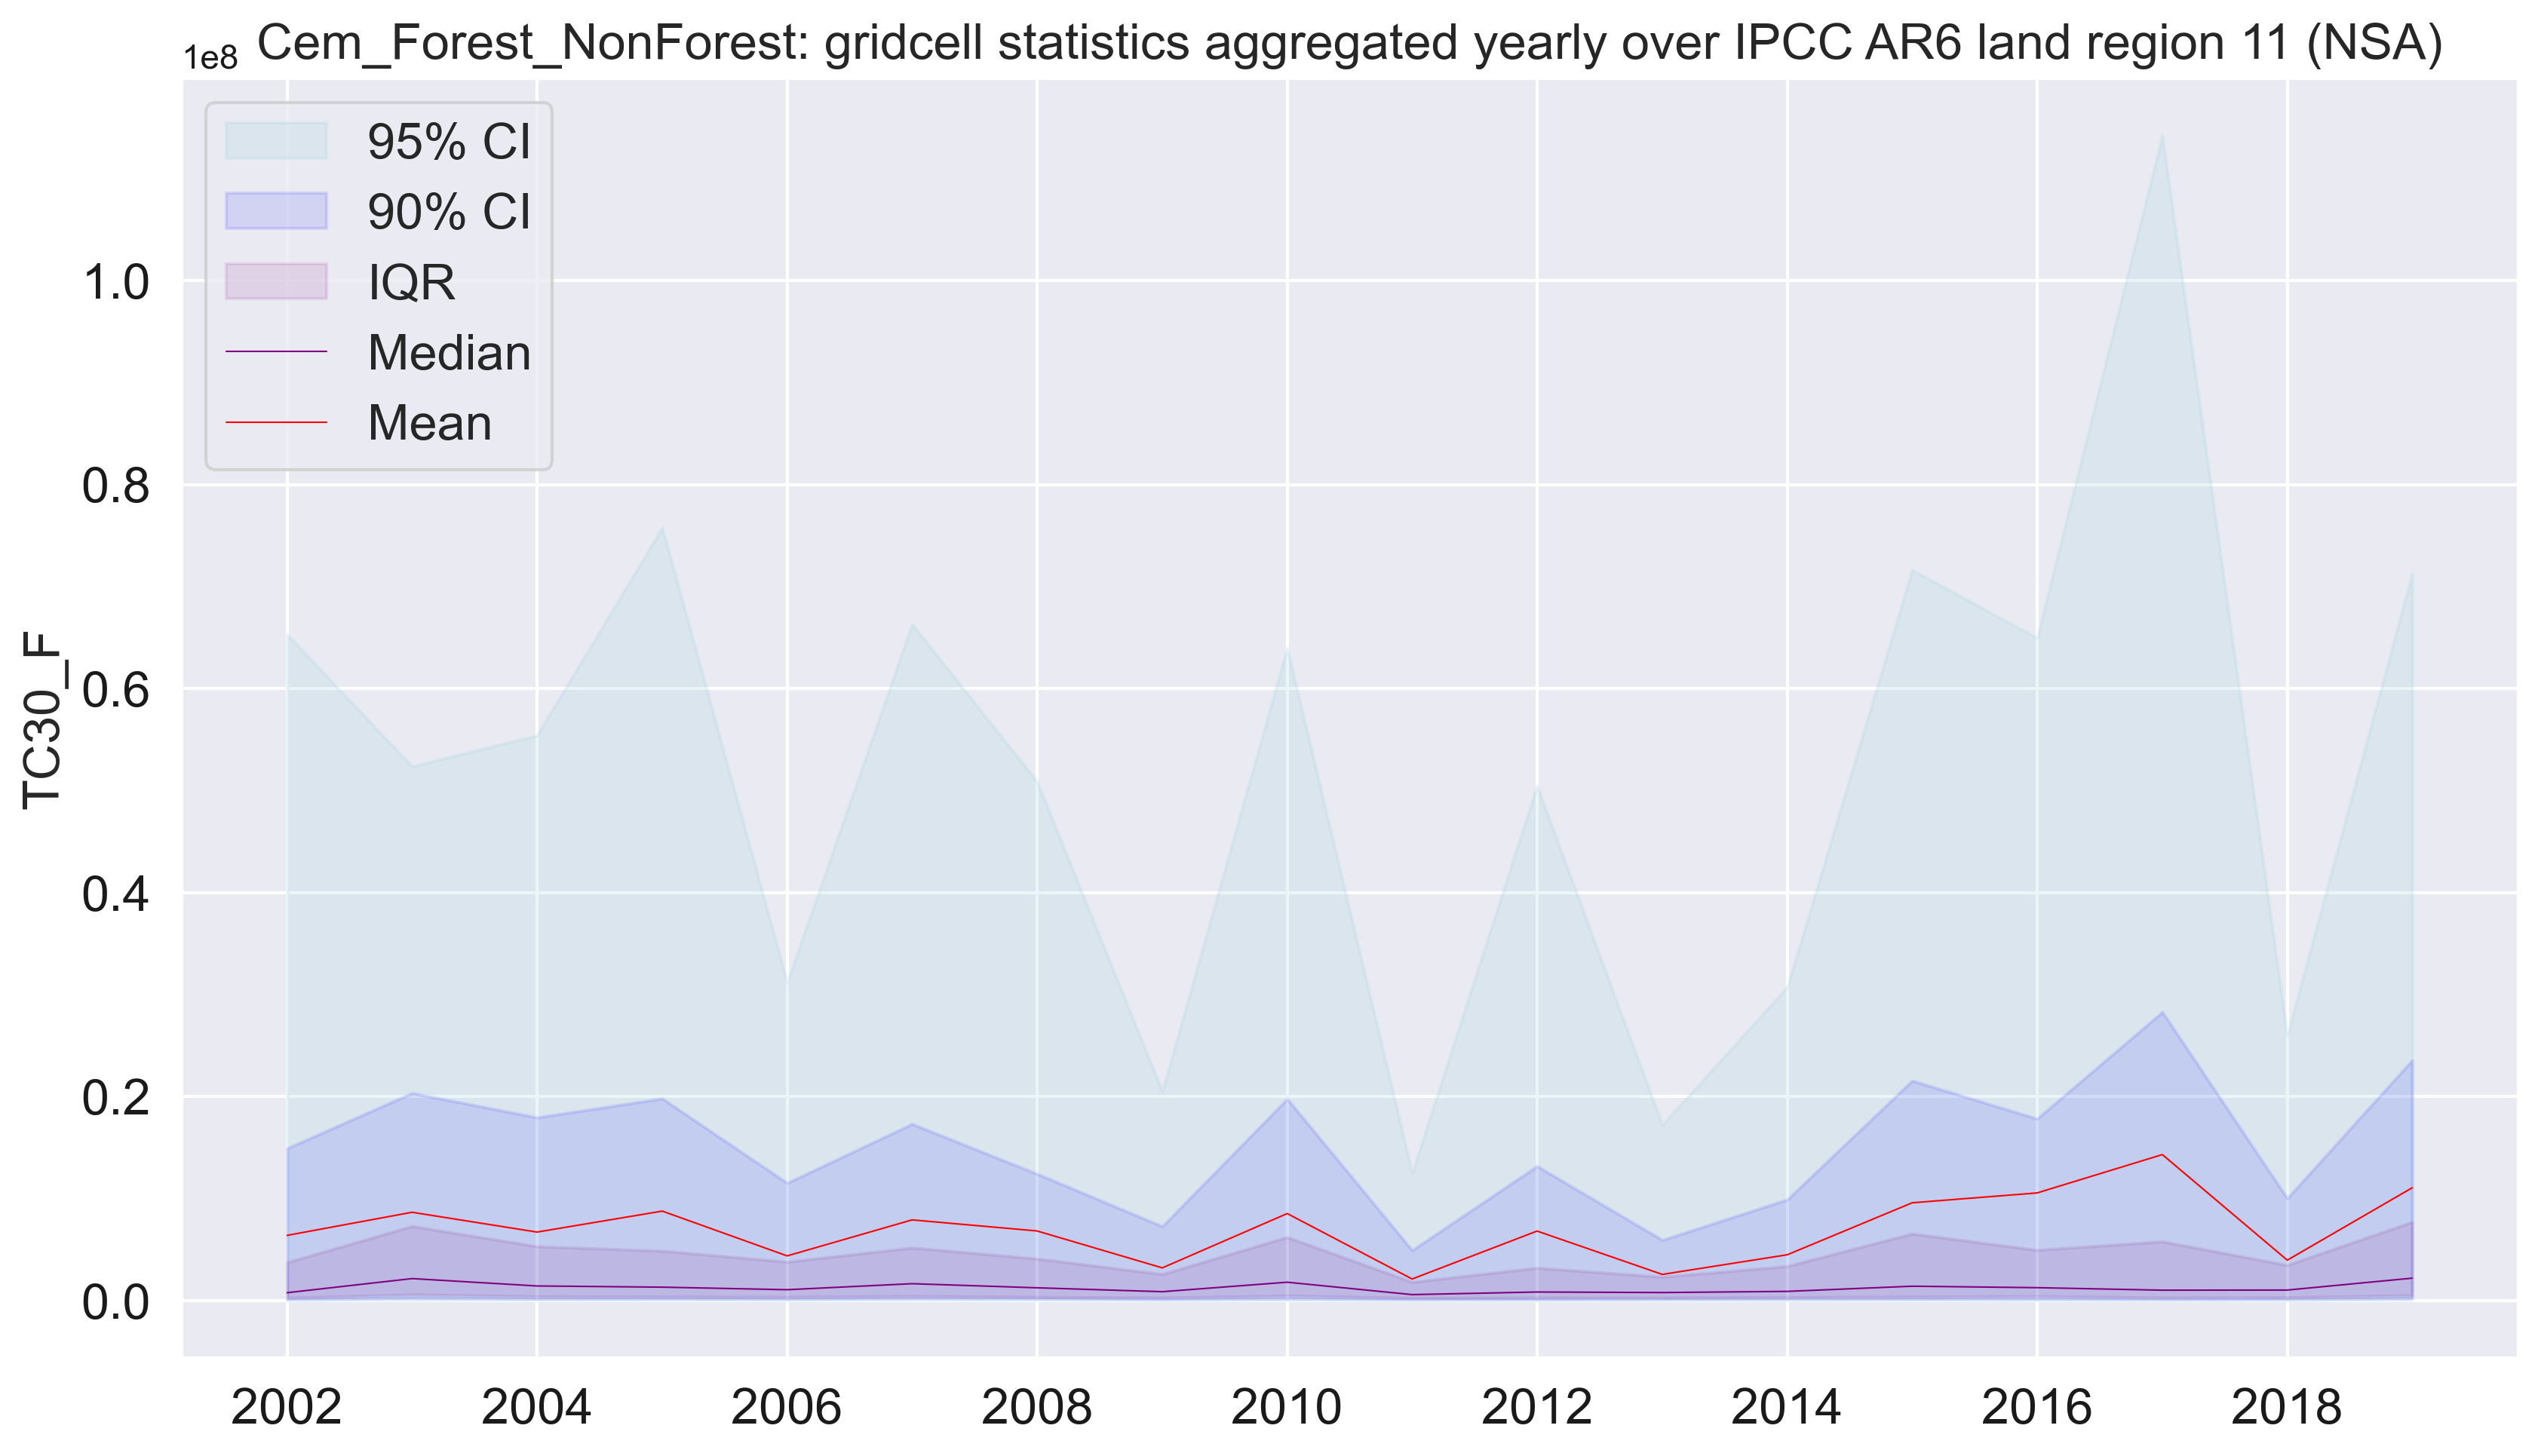 Cem_Forest_NonForest: gridcell statistics aggregated yearly over IPCC AR6 land region 11 (NSA)
1e8
95% CI
90% CI
IQR
Median
Mean
TC30_F
1.0
0.8
0.6
0.4
0.2
0.0
2002 2004 2006 2008 2010 2012 2014 2016 2018